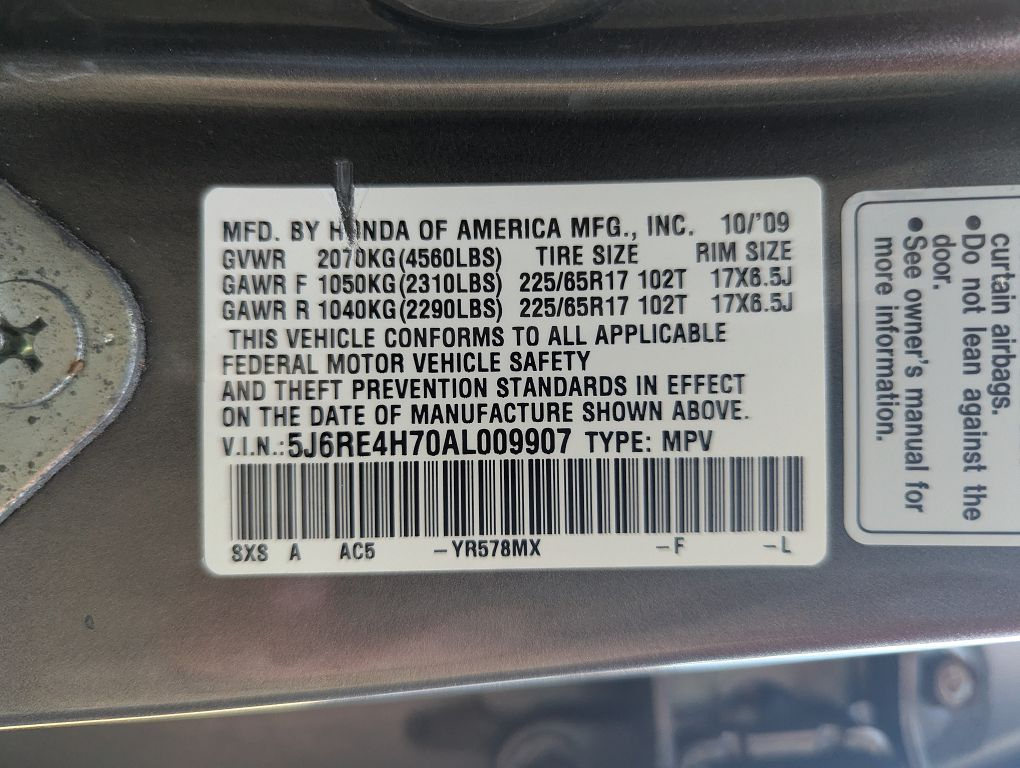 MFD. BY HONDA OF AMERICA MFG., INC. 10/'09
GVWR 2070KG(4560LBS) TIRE SIZE RIM SIZE
GAWR F 1050KG(2310LBS) 225/65R17 102T 17X6.5J
GAWR R 1040KG(2290LBS) 225/65R17 102T 17X6.5J
THIS VEHICLE CONFORMS TO ALL APPLICABLE
FEDERAL MOTOR VEHICLE SAFETY
AND THEFT PREVENTION STANDARDS IN EFFECT
ON THE DATE OF MANUFACTURE SHOWN ABOVE.
V.I.N.:5J6RE4H70AL009907 TYPE: MPV
SXS A AC5 –YR578MX –F –L
curtain airbags.
•Do not lean against the
door.
•See owner's manual for
more information.